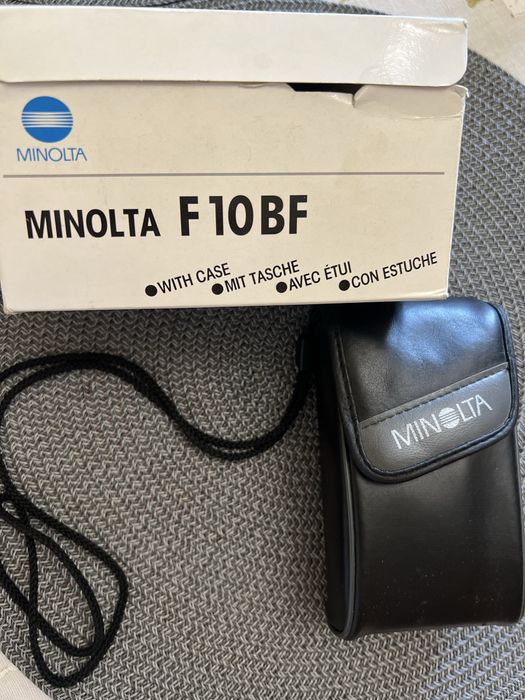 MINOLTA
MINOLTA F10BF
●WITH CASE
●MIT TASCHE
●AVEC ÉTUI
●CON ESTUCHE
MINOLTA